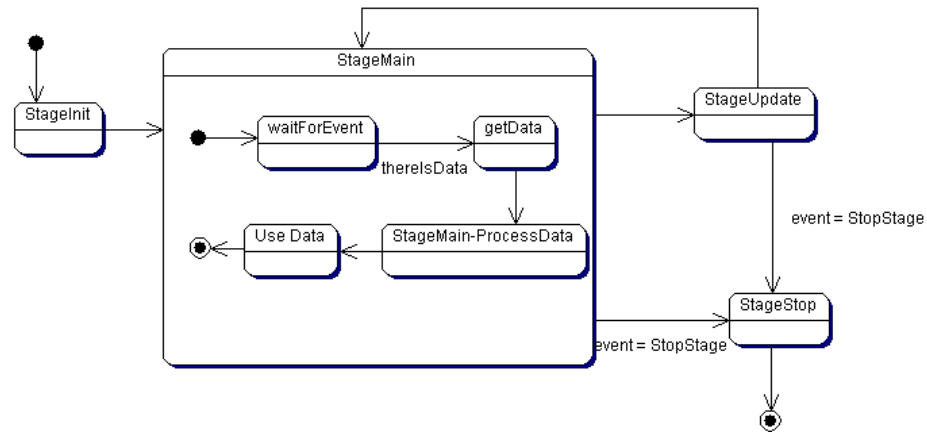 StageMain
StageInit
StageUpdate
waitForEvent
getData
thereIsData
event = StopStage
Use Data
StageMain-ProcessData
StageStop
event = StopStage